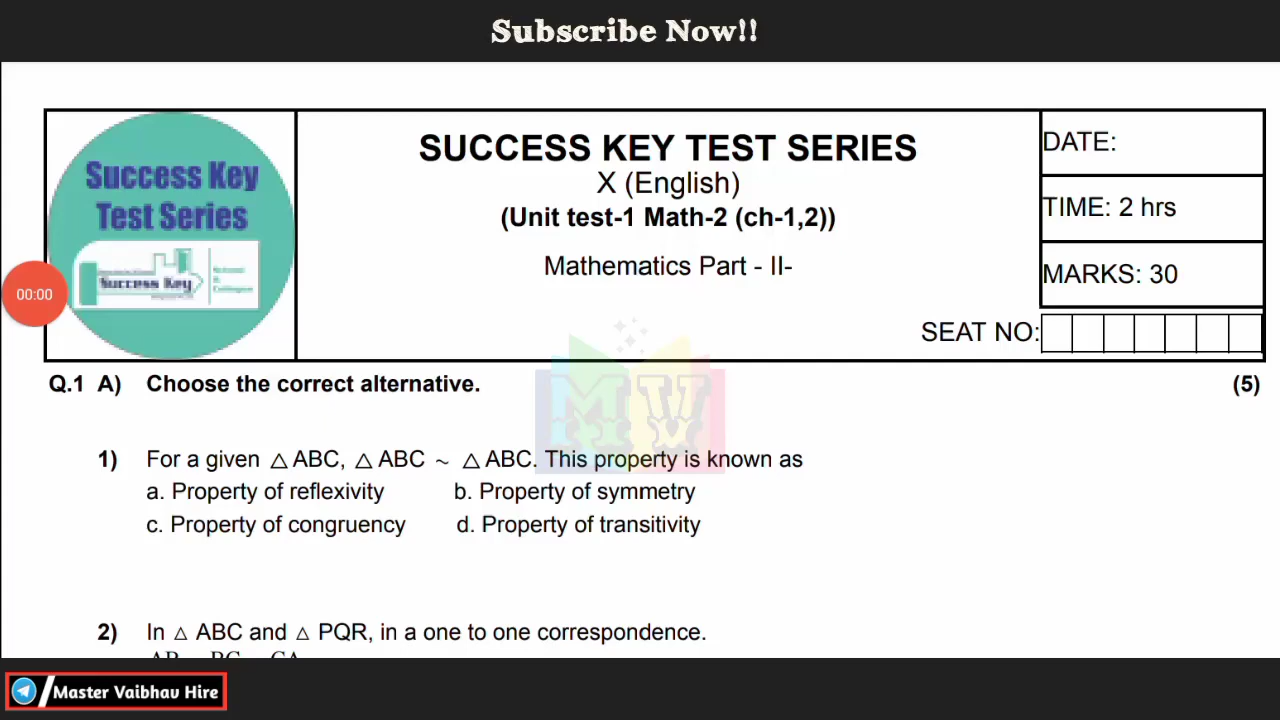 Subscribe Now!!
Success Key
Test Series
Success Key
SUCCESS KEY TEST SERIES
X (English)
(Unit test-1 Math-2 (ch-1,2))
Mathematics Part - II-
DATE:
TIME: 2 hrs
MARKS: 30
SEAT NO:
00:00
MW
Q.1 A) Choose the correct alternative. (5)
1) For a given △ ABC, △ ABC ~ △ ABC. This property is known as
a. Property of reflexivity b. Property of symmetry
c. Property of congruency d. Property of transitivity
2) In △ ABC and △ PQR, in a one to one correspondence.
Master Vaibhav Hire